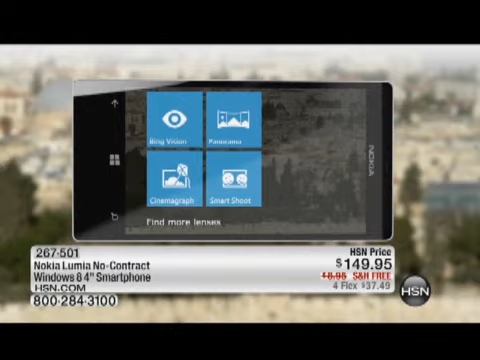 Bing Vision
Panorama
Cinemagraph
Smart Shoot
Find more lenses
NOKIA
267-501
Nokia Lumia No-Contract
Windows 8 4" Smartphone
HSN.COM
800-284-3100
HSN Price
$149.95
$8.95 S&H FREE
4 Flex $37.49
HSN